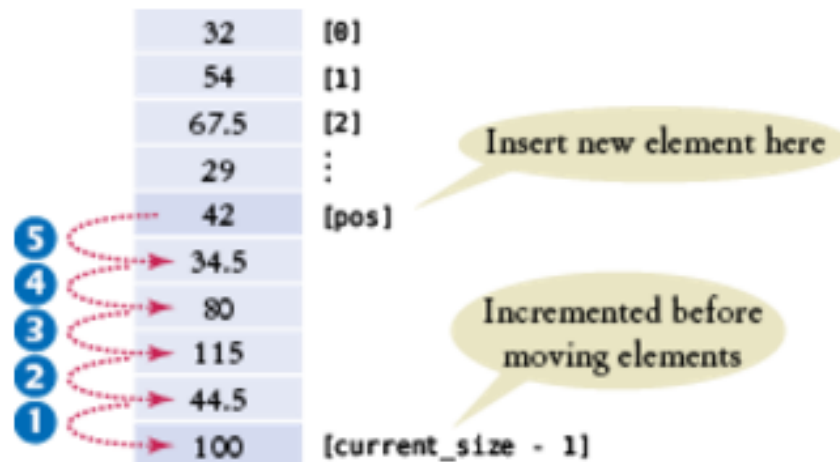 32 [0]
54 [1]
67.5 [2]
Insert new element here
29 ⋮
42 [pos]
5
34.5
4
80
3
Incremented before
moving elements
115
2
44.5
1
100 [current_size - 1]